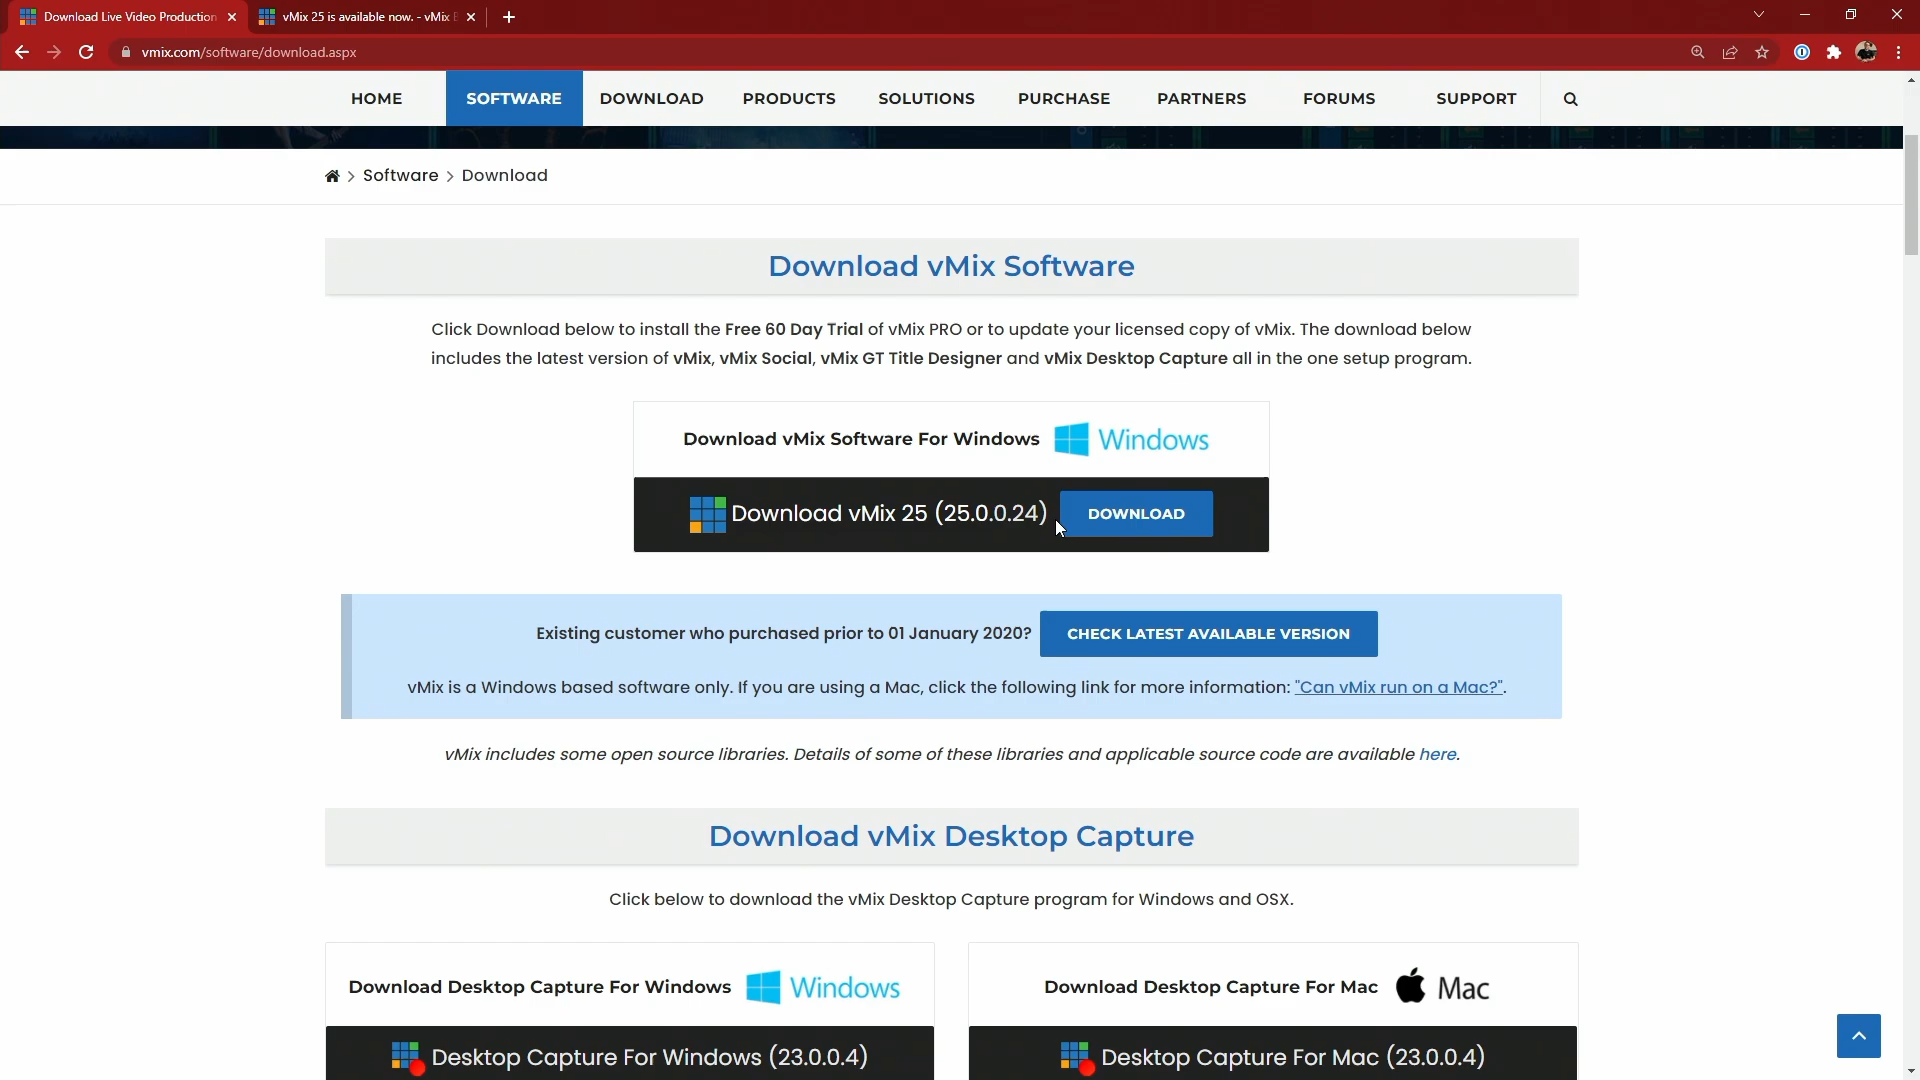 Download Live Video Production
vMix 25 is available now. - vMix
vmix.com/software/download.aspx
HOME
SOFTWARE
DOWNLOAD
PRODUCTS
SOLUTIONS
PURCHASE
PARTNERS
FORUMS
SUPPORT
Software
Download
Download vMix Software
Click Download below to install the Free 60 Day Trial of vMix PRO or to update your licensed copy of vMix. The download below
includes the latest version of vMix, vMix Social, vMix GT Title Designer and vMix Desktop Capture all in the one setup program.
Download vMix Software For Windows Windows
Download vMix 25 (25.0.0.24) DOWNLOAD
Existing customer who purchased prior to 01 January 2020? CHECK LATEST AVAILABLE VERSION
vMix is a Windows based software only. If you are using a Mac, click the following link for more information: "Can vMix run on a Mac?".
vMix includes some open source libraries. Details of some of these libraries and applicable source code are available here.
Download vMix Desktop Capture
Click below to download the vMix Desktop Capture program for Windows and OSX.
Download Desktop Capture For Windows Windows
Desktop Capture For Windows (23.0.0.4)
Download Desktop Capture For Mac Mac
Desktop Capture For Mac (23.0.0.4)